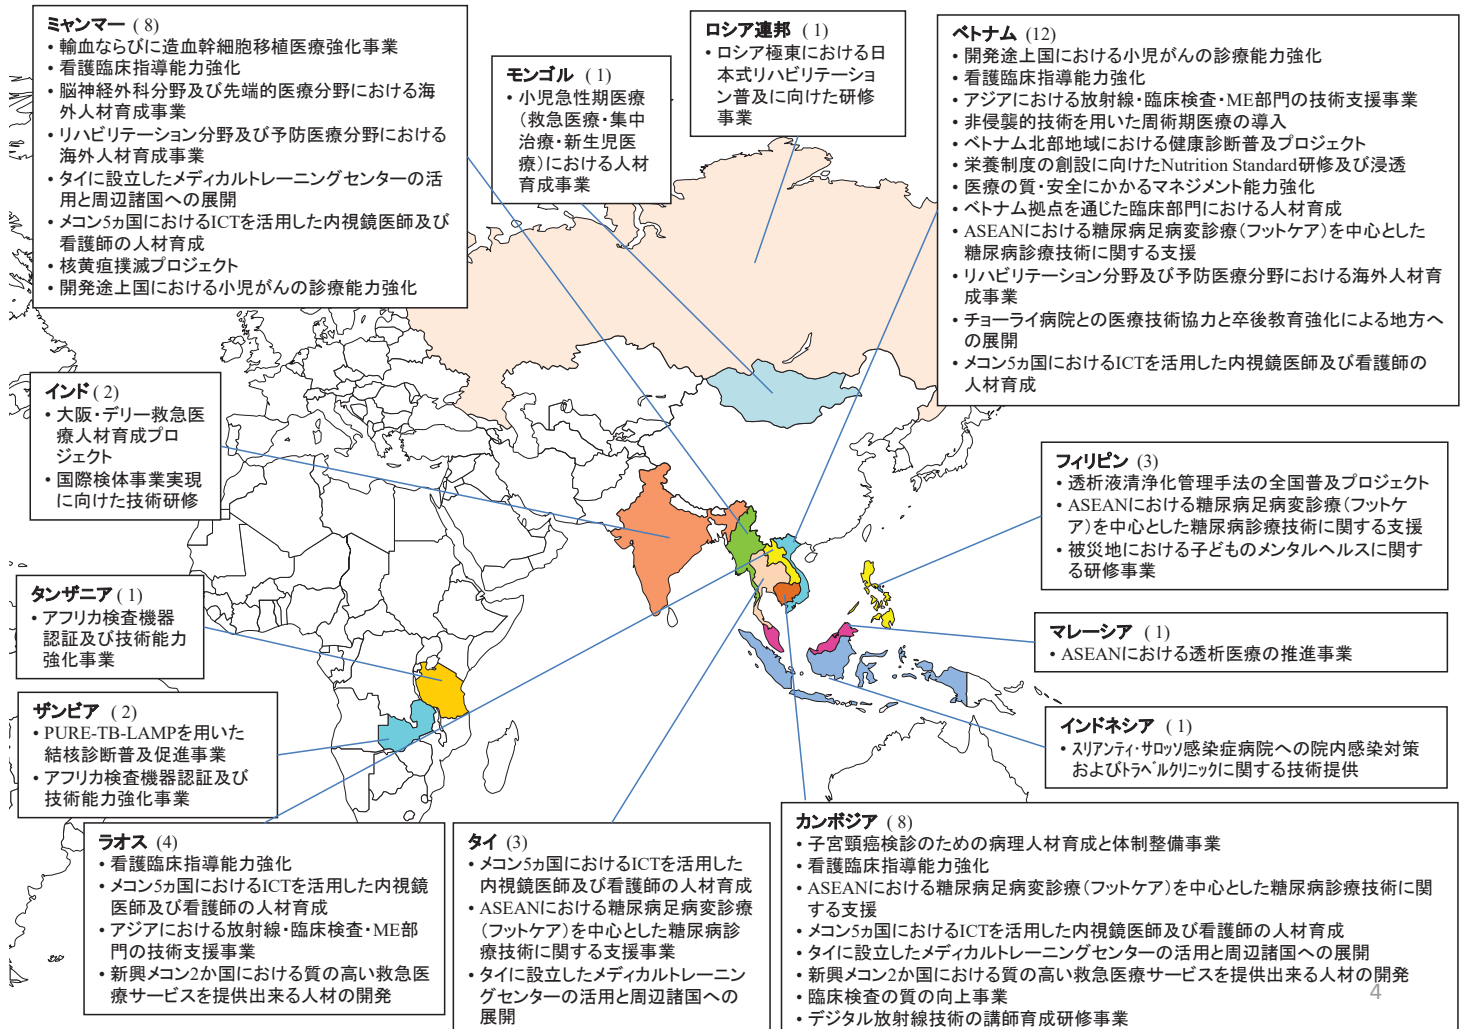 ミャンマー (8)
• 輸血ならびに造血幹細胞移植医療強化事業
• 看護臨床指導能力強化
• 脳神経外科分野及び先端的医療分野における海
外人材育成事業
• リハビリテーション分野及び予防医療分野における
海外人材育成事業
• タイに設立したメディカルトレーニングセンターの活
用と周辺諸国への展開
• メコン5ヵ国におけるICTを活用した内視鏡医師及び
看護師の人材育成
• 核黄疸撲滅プロジェクト
• 開発途上国における小児がんの診療能力強化
モンゴル (1)
• 小児急性期医療
(救急医療・集中
治療・新生児医
療)における人材
育成事業
ロシア連邦 (1)
• ロシア極東における日
本式リハビリテーショ
ン普及に向けた研修
事業
ベトナム (12)
• 開発途上国における小児がんの診療能力強化
• 看護臨床指導能力強化
• アジアにおける放射線・臨床検査・ME部門の技術支援事業
• 非侵襲的技術を用いた周術期医療の導入
• ベトナム北部地域における健康診断普及プロジェクト
• 栄養制度の創設に向けたNutrition Standard研修及び浸透
• 医療の質・安全にかかるマネジメント能力強化
• ベトナム拠点を通じた臨床部門における人材育成
• ASEANにおける糖尿病足病変診療(フットケア)を中心とした
糖尿病診療技術に関する支援
• リハビリテーション分野及び予防医療分野における海外人材育
成事業
• チョーライ病院との医療技術協力と卒後教育強化による地方へ
の展開
• メコン5ヵ国におけるICTを活用した内視鏡医師及び看護師の
人材育成
インド (2)
• 大阪・デリー救急医
療人材育成プロ
ジェクト
• 国際検体事業実現
に向けた技術研修
フィリピン (3)
• 透析液清浄化管理手法の全国普及プロジェクト
• ASEANにおける糖尿病足病変診療(フットケ
ア)を中心とした糖尿病診療技術に関する支援
• 被災地における子どものメンタルヘルスに関す
る研修事業
タンザニア (1)
• アフリカ検査機器
認証及び技術能力
強化事業
マレーシア (1)
• ASEANにおける透析医療の推進事業
ザンビア (2)
• PURE-TB-LAMPを用いた
結核診断普及促進事業
• アフリカ検査機器認証及び
技術能力強化事業
インドネシア (1)
• スリアンティ・サロッソ感染症病院への院内感染対策
およびトラベルクリニックに関する技術提供
ラオス (4)
• 看護臨床指導能力強化
• メコン5ヵ国におけるICTを活用した内視鏡
医師及び看護師の人材育成
• アジアにおける放射線・臨床検査・ME部
門の技術支援事業
• 新興メコン2か国における質の高い救急医
療サービスを提供出来る人材の開発
タイ (3)
• メコン5ヵ国におけるICTを活用した
内視鏡医師及び看護師の人材育成
• ASEANにおける糖尿病足病変診療
(フットケア)を中心とした糖尿病診
療技術に関する支援事業
• タイに設立したメディカルトレーニン
グセンターの活用と周辺諸国への
展開
カンボジア (8)
• 子宮頸癌検診のための病理人材育成と体制整備事業
• 看護臨床指導能力強化
• ASEANにおける糖尿病足病変診療(フットケア)を中心とした糖尿病診療技術に関
する支援
• メコン5ヵ国におけるICTを活用した内視鏡医師及び看護師の人材育成
• タイに設立したメディカルトレーニングセンターの活用と周辺諸国への展開
• 新興メコン2か国における質の高い救急医療サービスを提供出来る人材の開発
• 臨床検査の質の向上事業
• デジタル放射線技術の講師育成研修事業
4